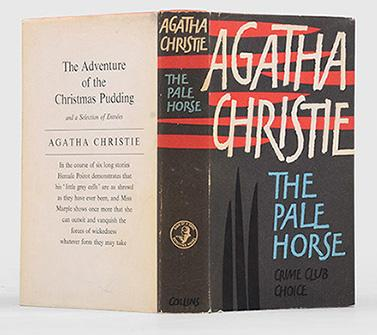 The Adventure
of the
Christmas Pudding
and a Selection of Entrées
AGATHA CHRISTIE
In the course of six long stories
Hercule Poirot demonstrates that
his "little grey cells" are as shrewd
as they have ever been, and Miss
Marple shows once more that she
can outwit and vanquish the
forces of wickedness
whatever form they may take
AGATHA
CHRISTIE
THE
PALE
HORSE
COLLINS
AGATHA
CHRISTIE
THE
PALE
HORSE
CRIME CLUB
CHOICE